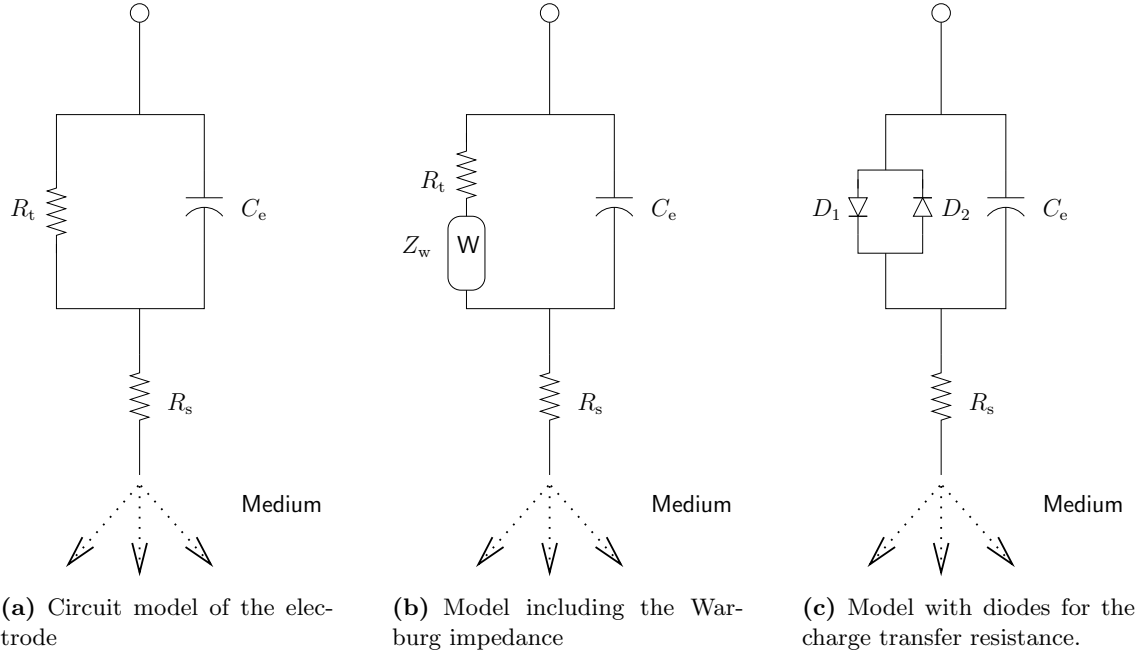 R_t
C_e
R_s
Medium
(a) Circuit model of the elec-
trode
R_t
C_e
Z_w
W
R_s
Medium
(b) Model including the War-
burg impedance
D_1
D_2
C_e
R_s
Medium
(c) Model with diodes for the
charge transfer resistance.